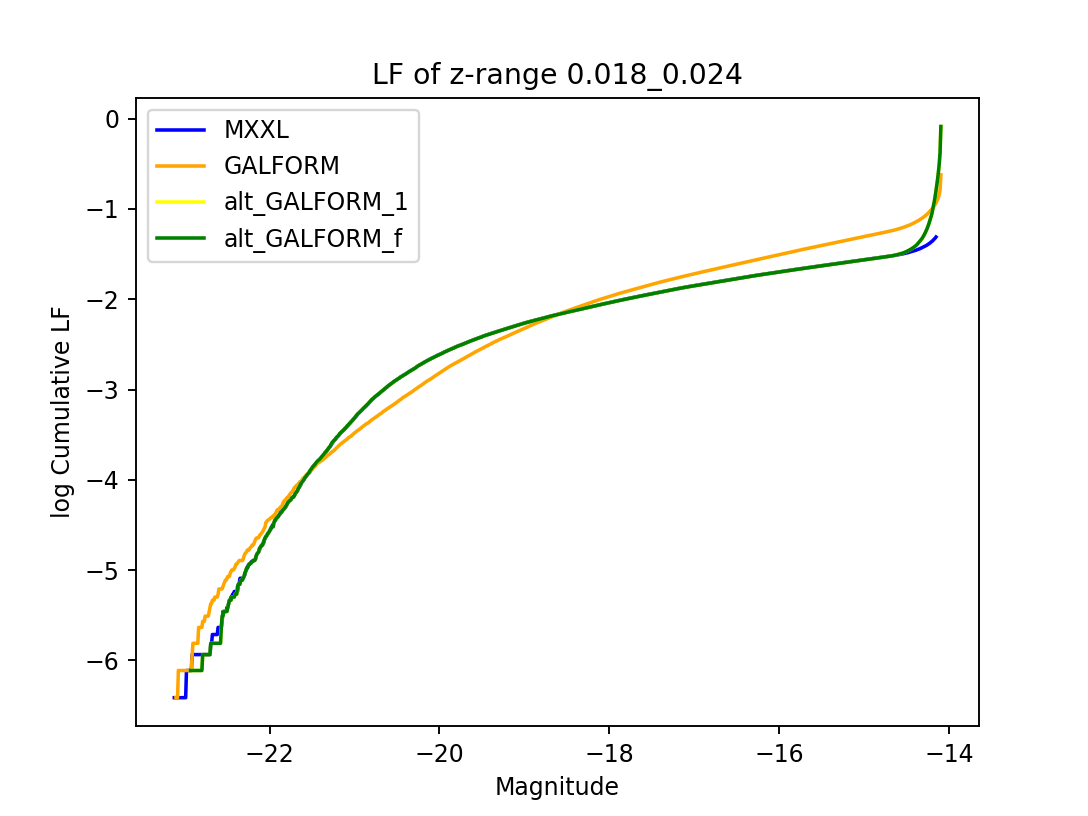 LF of z-range 0.018_0.024
MXXL
GALFORM
alt_GALFORM_1
alt_GALFORM_f
log Cumulative LF
0
−1
−2
−3
−4
−5
−6
−22
−20
−18
−16
−14
Magnitude